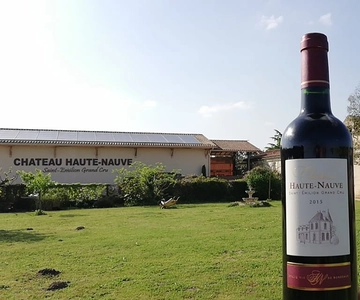 CHATEAU HAUTE-NAUVE
Saint-Emilion Grand Cru
HAUTE-NAUVE
SAINT-EMILION GRAND CRU
2015